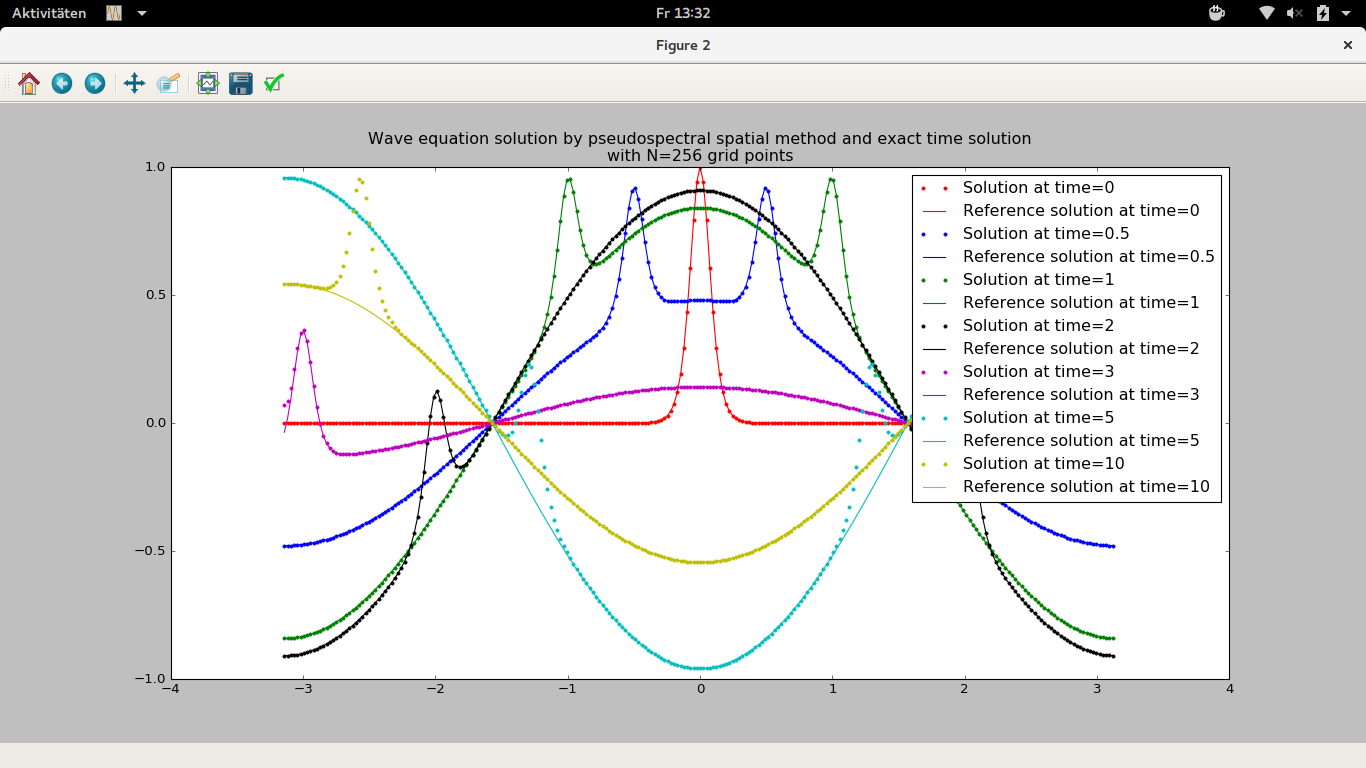 Aktivitäten
Fr 13:32
Figure 2
Wave equation solution by pseudospectral spatial method and exact time solution
with N=256 grid points
1.0
0.5
0.0
−0.5
−1.0
−4
−3
−2
−1
0
1
2
3
4
Solution at time=0
Reference solution at time=0
Solution at time=0.5
Reference solution at time=0.5
Solution at time=1
Reference solution at time=1
Solution at time=2
Reference solution at time=2
Solution at time=3
Reference solution at time=3
Solution at time=5
Reference solution at time=5
Solution at time=10
Reference solution at time=10